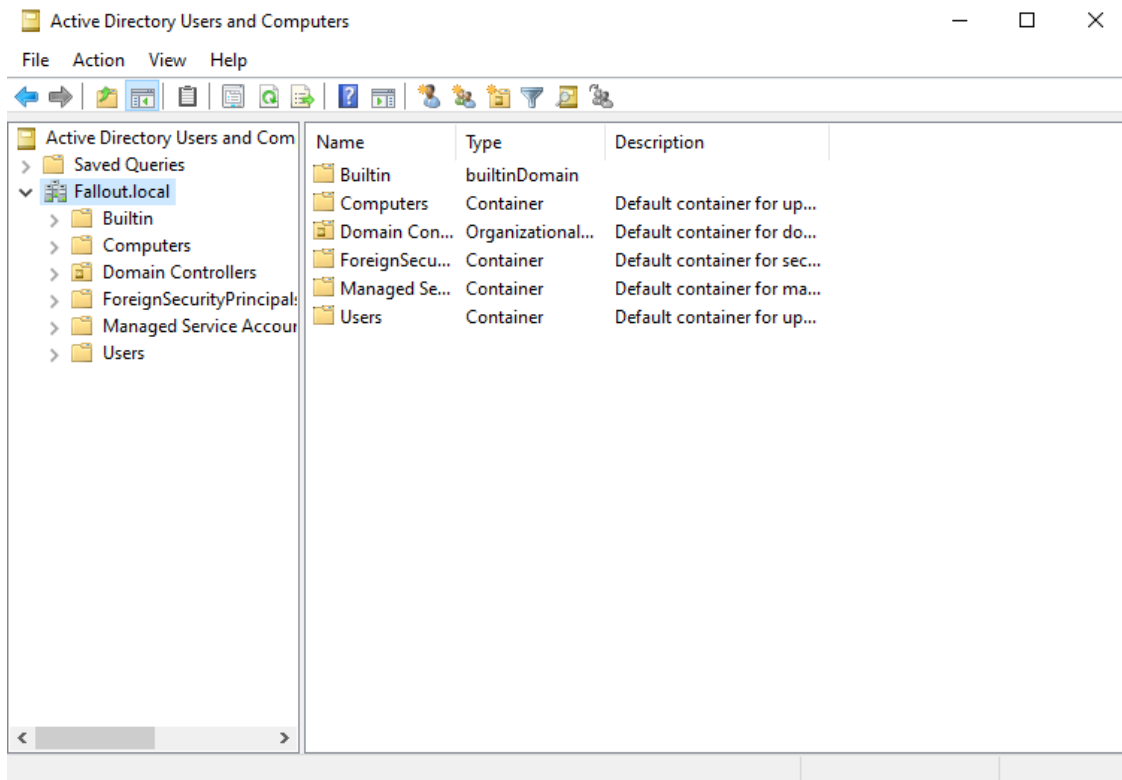 Active Directory Users and Computers
File Action View Help
Active Directory Users and Com
Saved Queries
Fallout.local
Builtin
Computers
Domain Controllers
ForeignSecurityPrincipals
Managed Service Accour
Users
Name Type Description
Builtin builtinDomain
Computers Container Default container for up...
Domain Con... Organizational... Default container for do...
ForeignSecu... Container Default container for sec...
Managed Se... Container Default container for ma...
Users Container Default container for up...